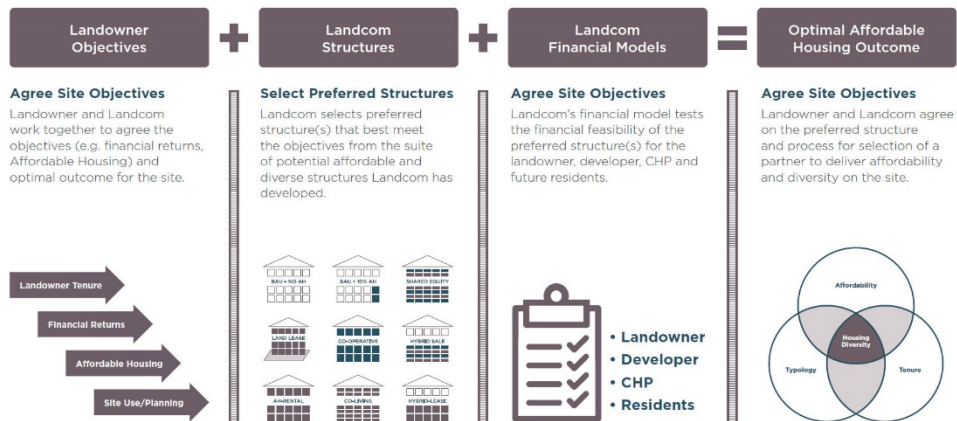 Landowner
Objectives
+
Landcom
Structures
+
Landcom
Financial Models
=
Optimal Affordable
Housing Outcome
Agree Site Objectives
Landowner and Landcom
work together to agree the
objectives (e.g. financial returns,
Affordable Housing) and
optimal outcome for the site.
Select Preferred Structures
Landcom selects preferred
structure(s) that best meet
the objectives from the suite
of potential affordable and
diverse structures Landcom has
developed.
Agree Site Objectives
Landcom's financial model tests
the financial feasibility of the
preferred structure(s) for the
landowner, developer, CHP and
future residents.
Agree Site Objectives
Landowner and Landcom agree
on the preferred structure
and process for selection of a
partner to deliver affordability
and diversity on the site.
Landowner Tenure
Financial Returns
Affordable Housing
Site Use/Planning
BAU = NO AH
BAU + 10% AH
SHARED EQUITY
LAND LEASE
CO-OPERATIVE
HYBRID-SALE
AH-RENTAL
CO-LIVING
HYBRID-LEASE
• Landowner
• Developer
• CHP
• Residents
Affordability
Housing
Diversity
Typology
Tenure